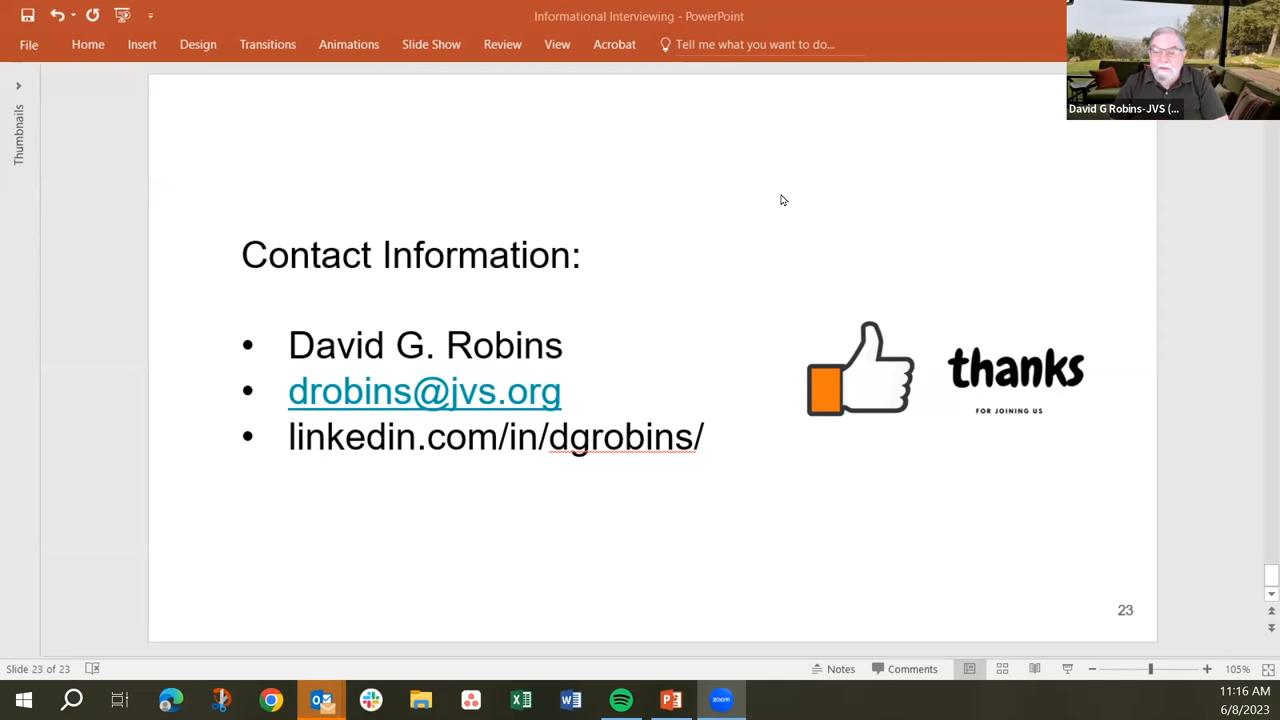 Informational Interviewing - PowerPoint
File Home Insert Design Transitions Animations Slide Show Review View Acrobat Tell me what you want to do...
David G Robins-JVS (...
Thumbnails
Contact Information:
• David G. Robins
• drobins@jvs.org
• linkedin.com/in/dgrobins/
thanks
FOR JOINING US
23
Slide 23 of 23 Notes Comments 105%
zoom
11:16 AM
6/8/2023